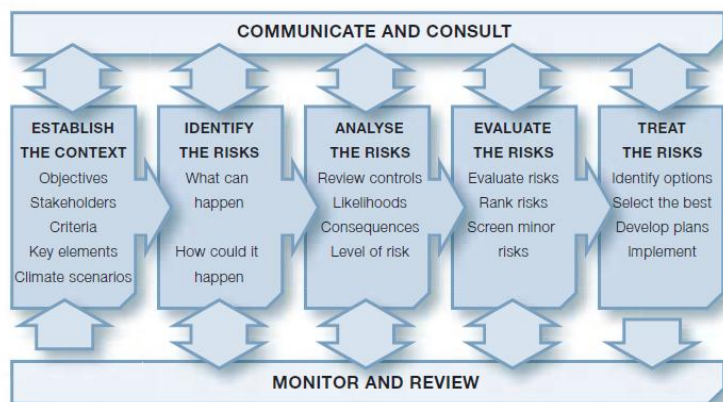 COMMUNICATE AND CONSULT
ESTABLISH
THE CONTEXT
Objectives
Stakeholders
Criteria
Key elements
Climate scenarios
IDENTIFY
THE RISKS
What can
happen
How could it
happen
ANALYSE
THE RISKS
Review controls
Likelihoods
Consequences
Level of risk
EVALUATE
THE RISKS
Evaluate risks
Rank risks
Screen minor
risks
TREAT
THE RISKS
Identify options
Select the best
Develop plans
Implement
MONITOR AND REVIEW